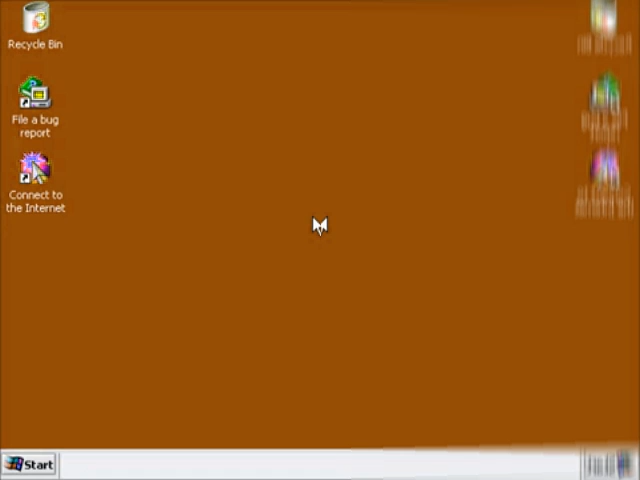 Recycle Bin
File a bug
report
Connect to
the Internet
Start